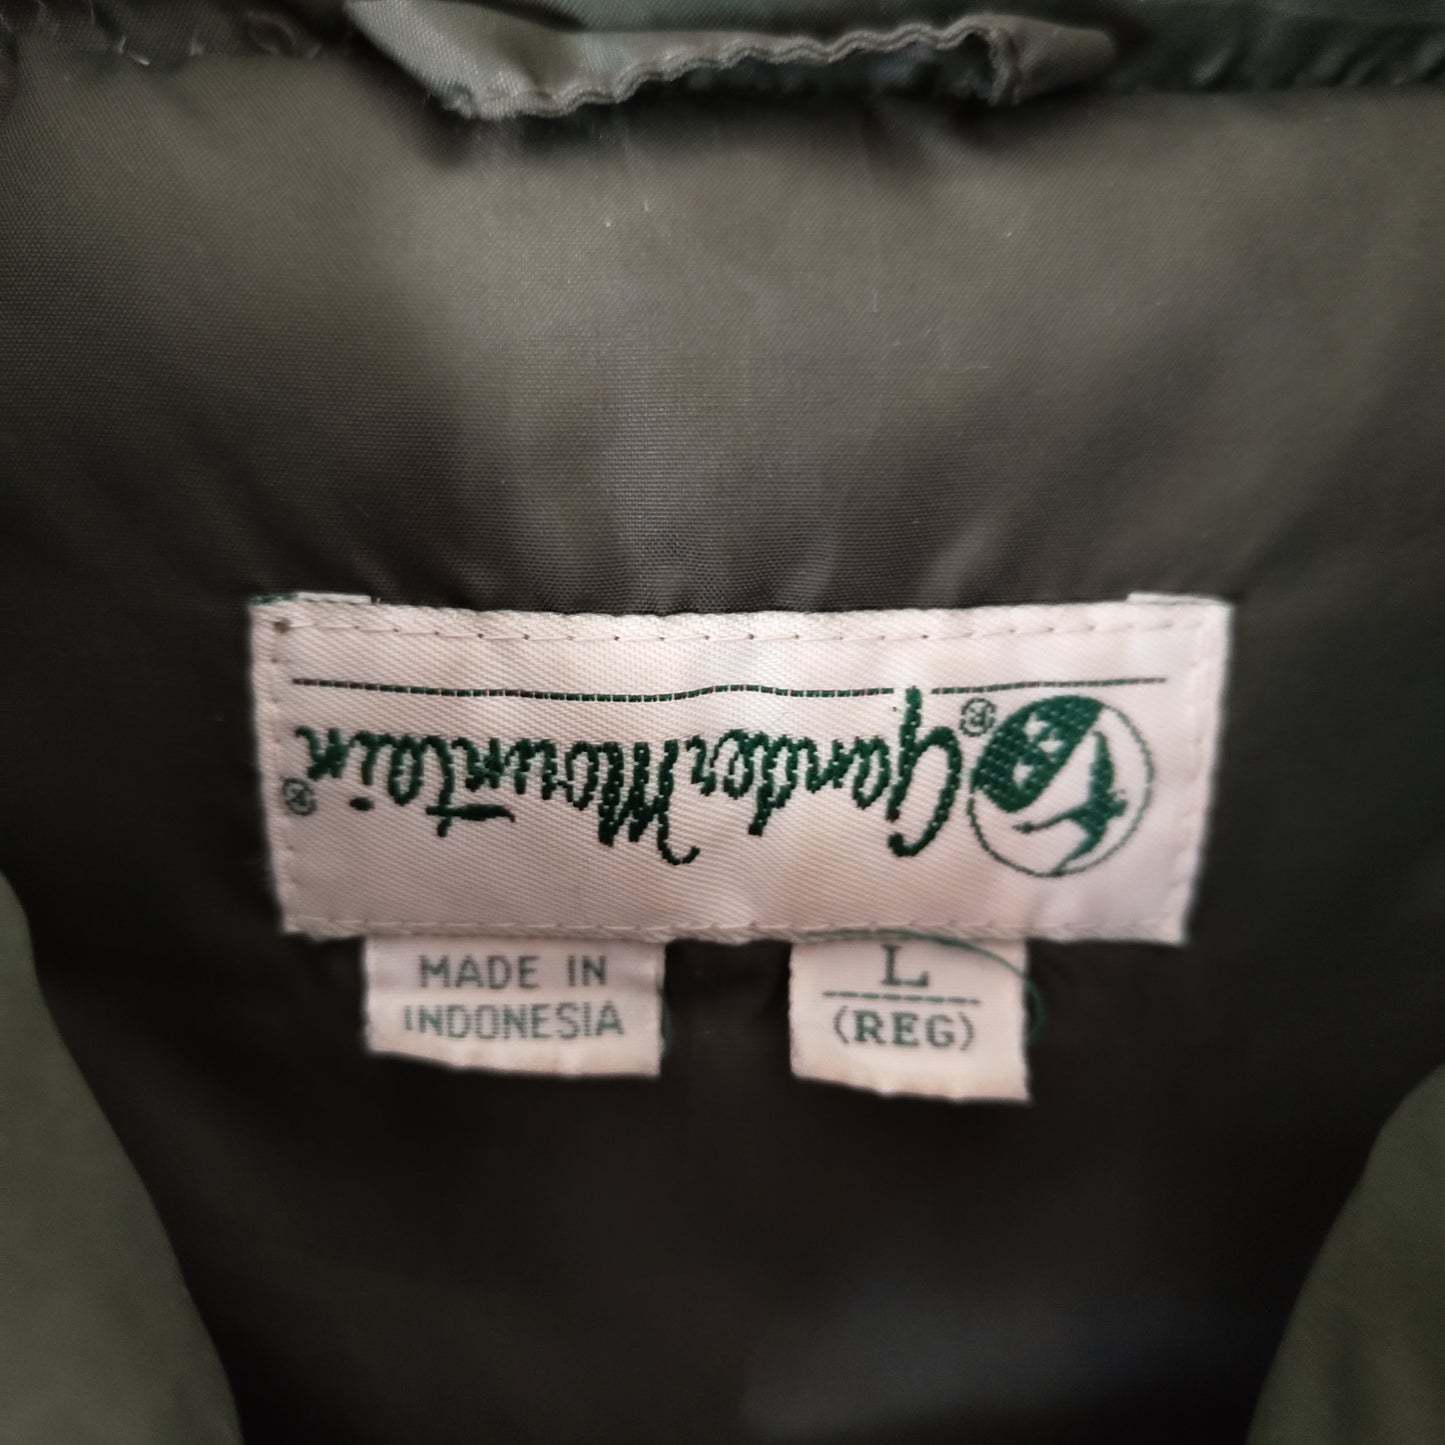 Gander Mountain
MADE IN
INDONESIA
L
(REG)